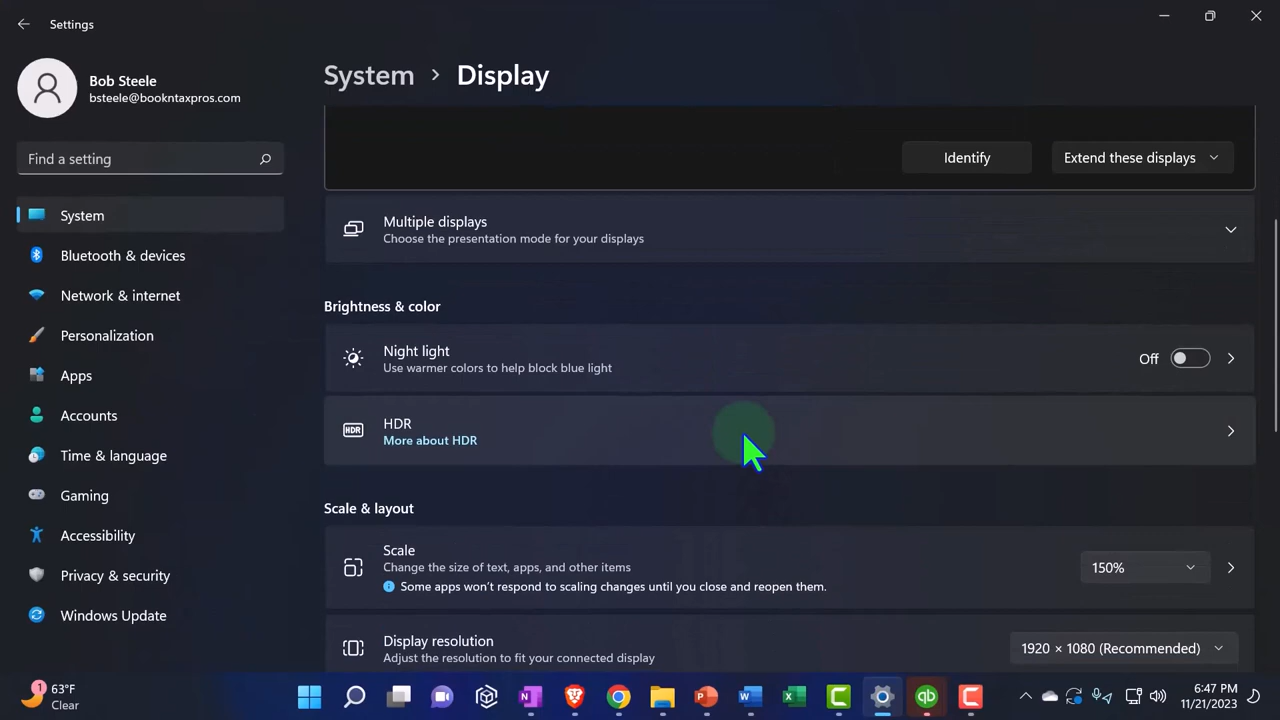 Settings
Bob Steele
bsteele@bookntaxpros.com
Find a setting
System
Bluetooth & devices
Network & internet
Personalization
Apps
Accounts
Time & language
Gaming
Accessibility
Privacy & security
Windows Update
System > Display
Identify
Extend these displays
Multiple displays
Choose the presentation mode for your displays
Brightness & color
Night light
Use warmer colors to help block blue light
Off
HDR
HDR
More about HDR
Scale & layout
Scale
Change the size of text, apps, and other items
Some apps won't respond to scaling changes until you close and reopen them.
150%
Display resolution
Adjust the resolution to fit your connected display
1920 × 1080 (Recommended)
1
63°F
Clear
N
P
W
X
C
qb
C
6:47 PM
11/21/2023